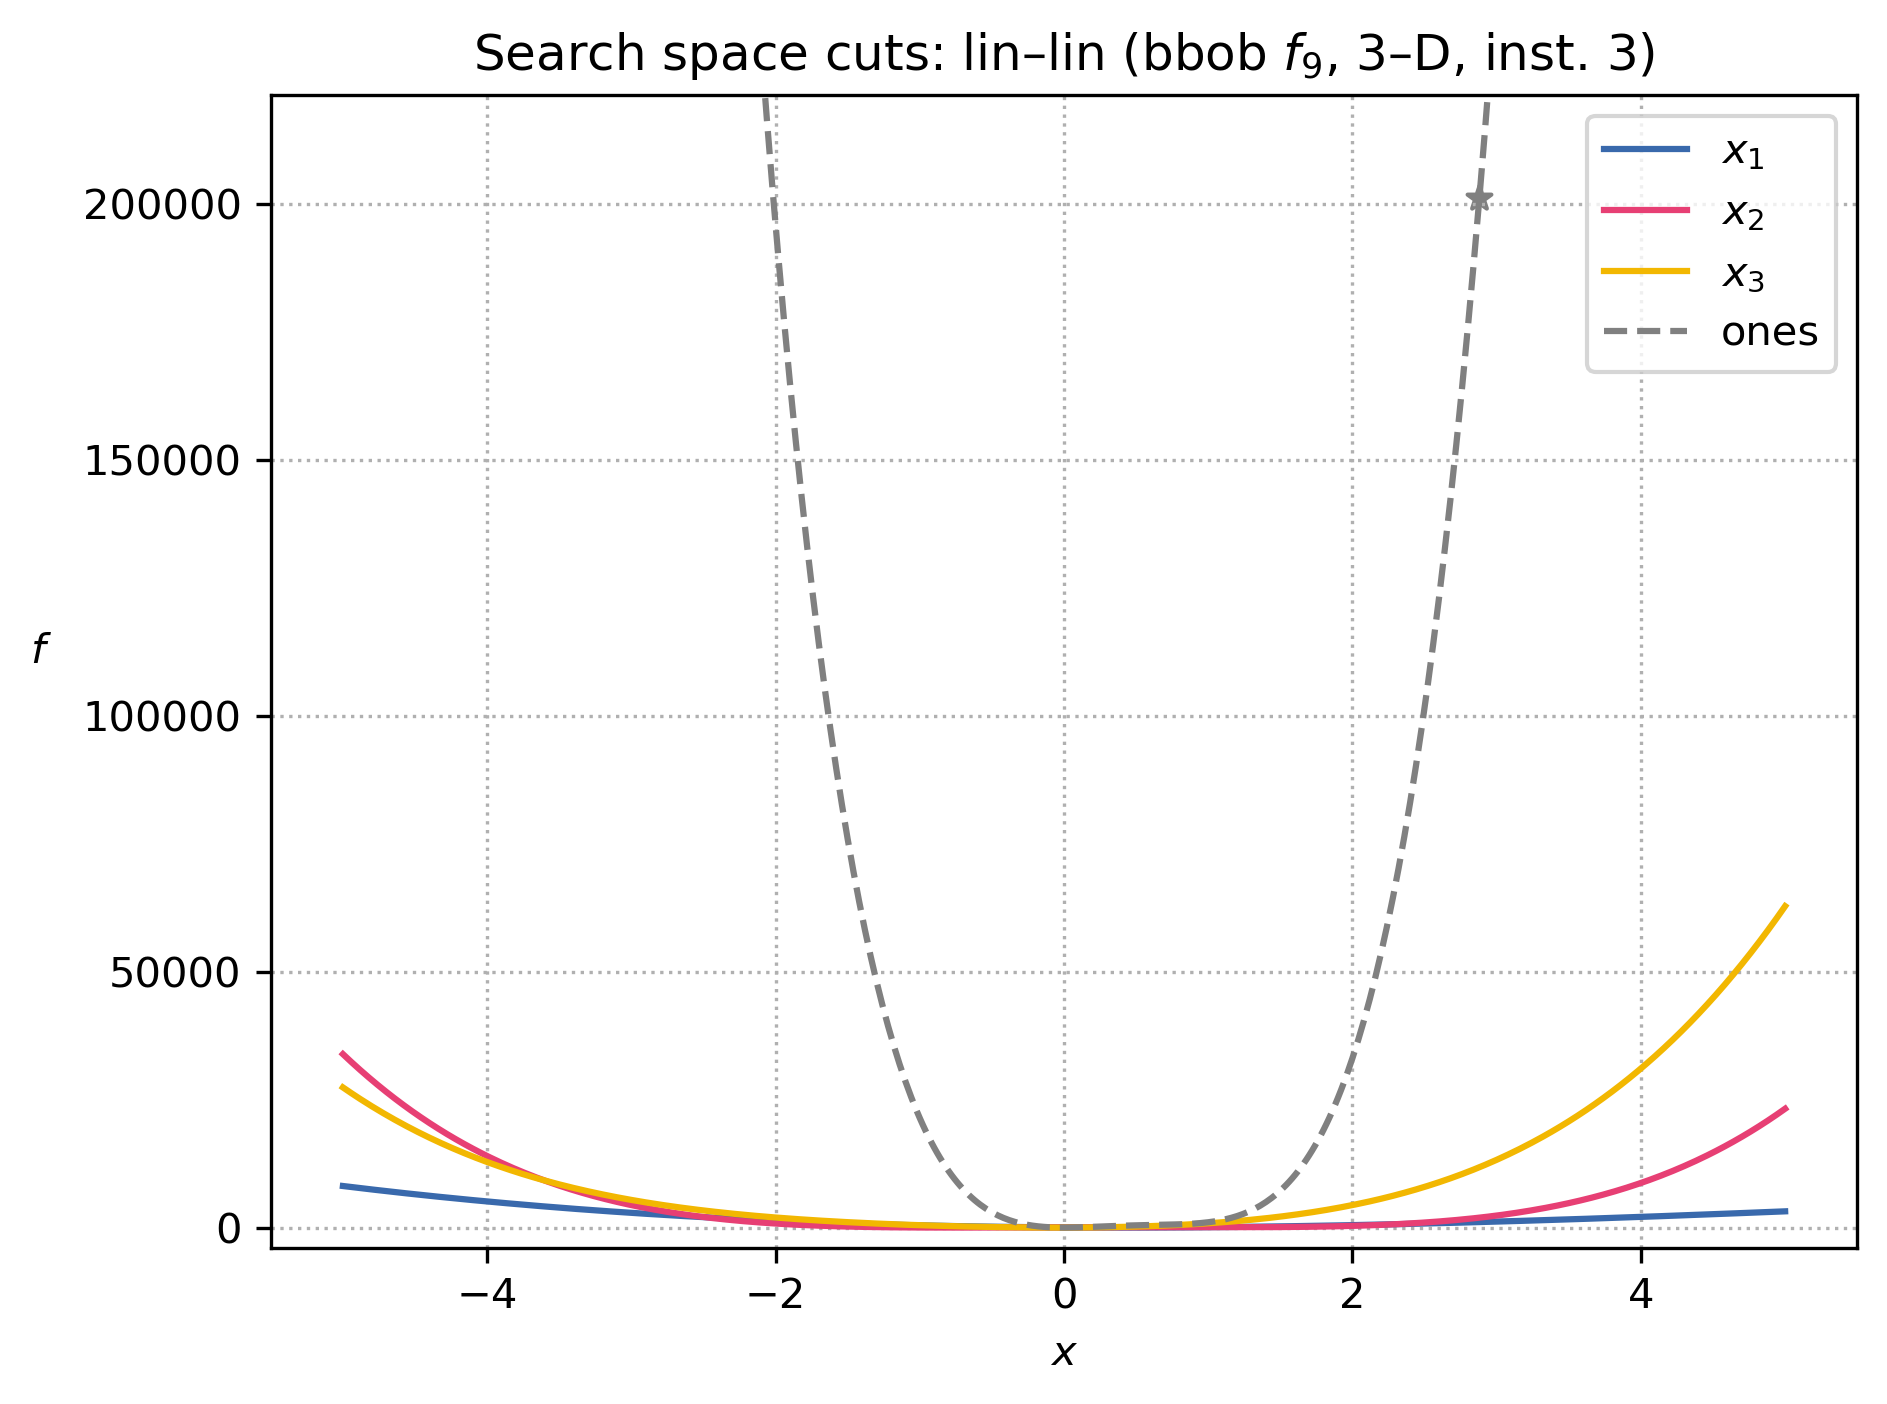 Search space cuts: lin–lin (bbob f₉, 3–D, inst. 3)
200000
150000
100000
50000
0
f
−4
−2
0
2
4
x
x₁
x₂
x₃
ones